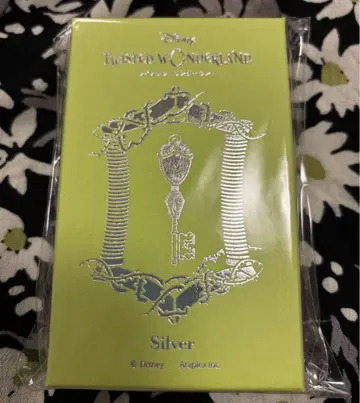 Disney
TWISTED WONDERLAND
Silver
© Disney Aniplex Inc.